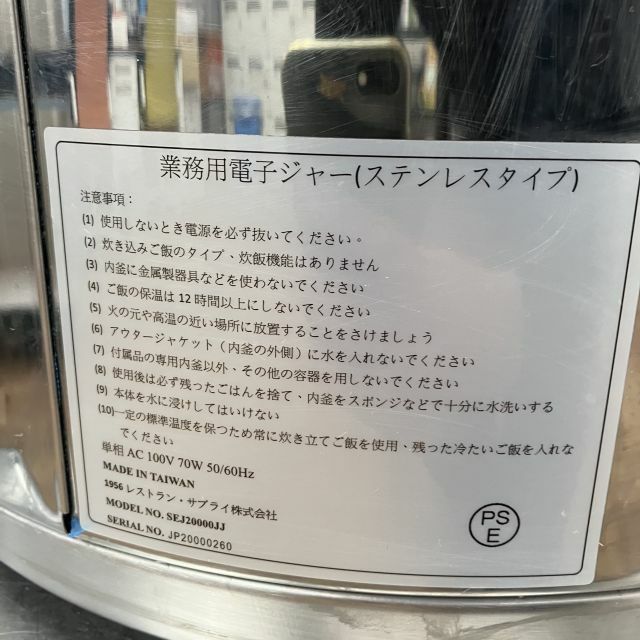 業務用電子ジャー(ステンレスタイプ)
注意事項：
(1) 使用しないとき電源を必ず抜いてください。
(2) 炊き込みご飯のタイプ、炊飯機能はありません
(3) 内釜に金属製器具などを使わないでください
(4) ご飯の保温は 12 時間以上にしないでください
(5) 火の元や高温の近い場所に放置することをさけましょう
(6) アウタージャケット（内釜の外側）に水を入れないでください
(7) 付属品の専用内釜以外、その他の容器を用しないでください
(8) 使用後は必ず残ったごはんを捨て、内釜をスポンジなどで十分に水洗いする
(9) 本体を水に浸けしてはいけない
(10)一定の標準温度を保つため常に炊き立てご飯を使用、残った冷たいご飯を入れな
でください
単相 AC 100V 70W 50/60Hz
MADE IN TAIWAN
1956 レストラン・サプライ株式会社
MODEL NO. SEJ20000JJ
SERIAL NO. JP20000260
PS
E